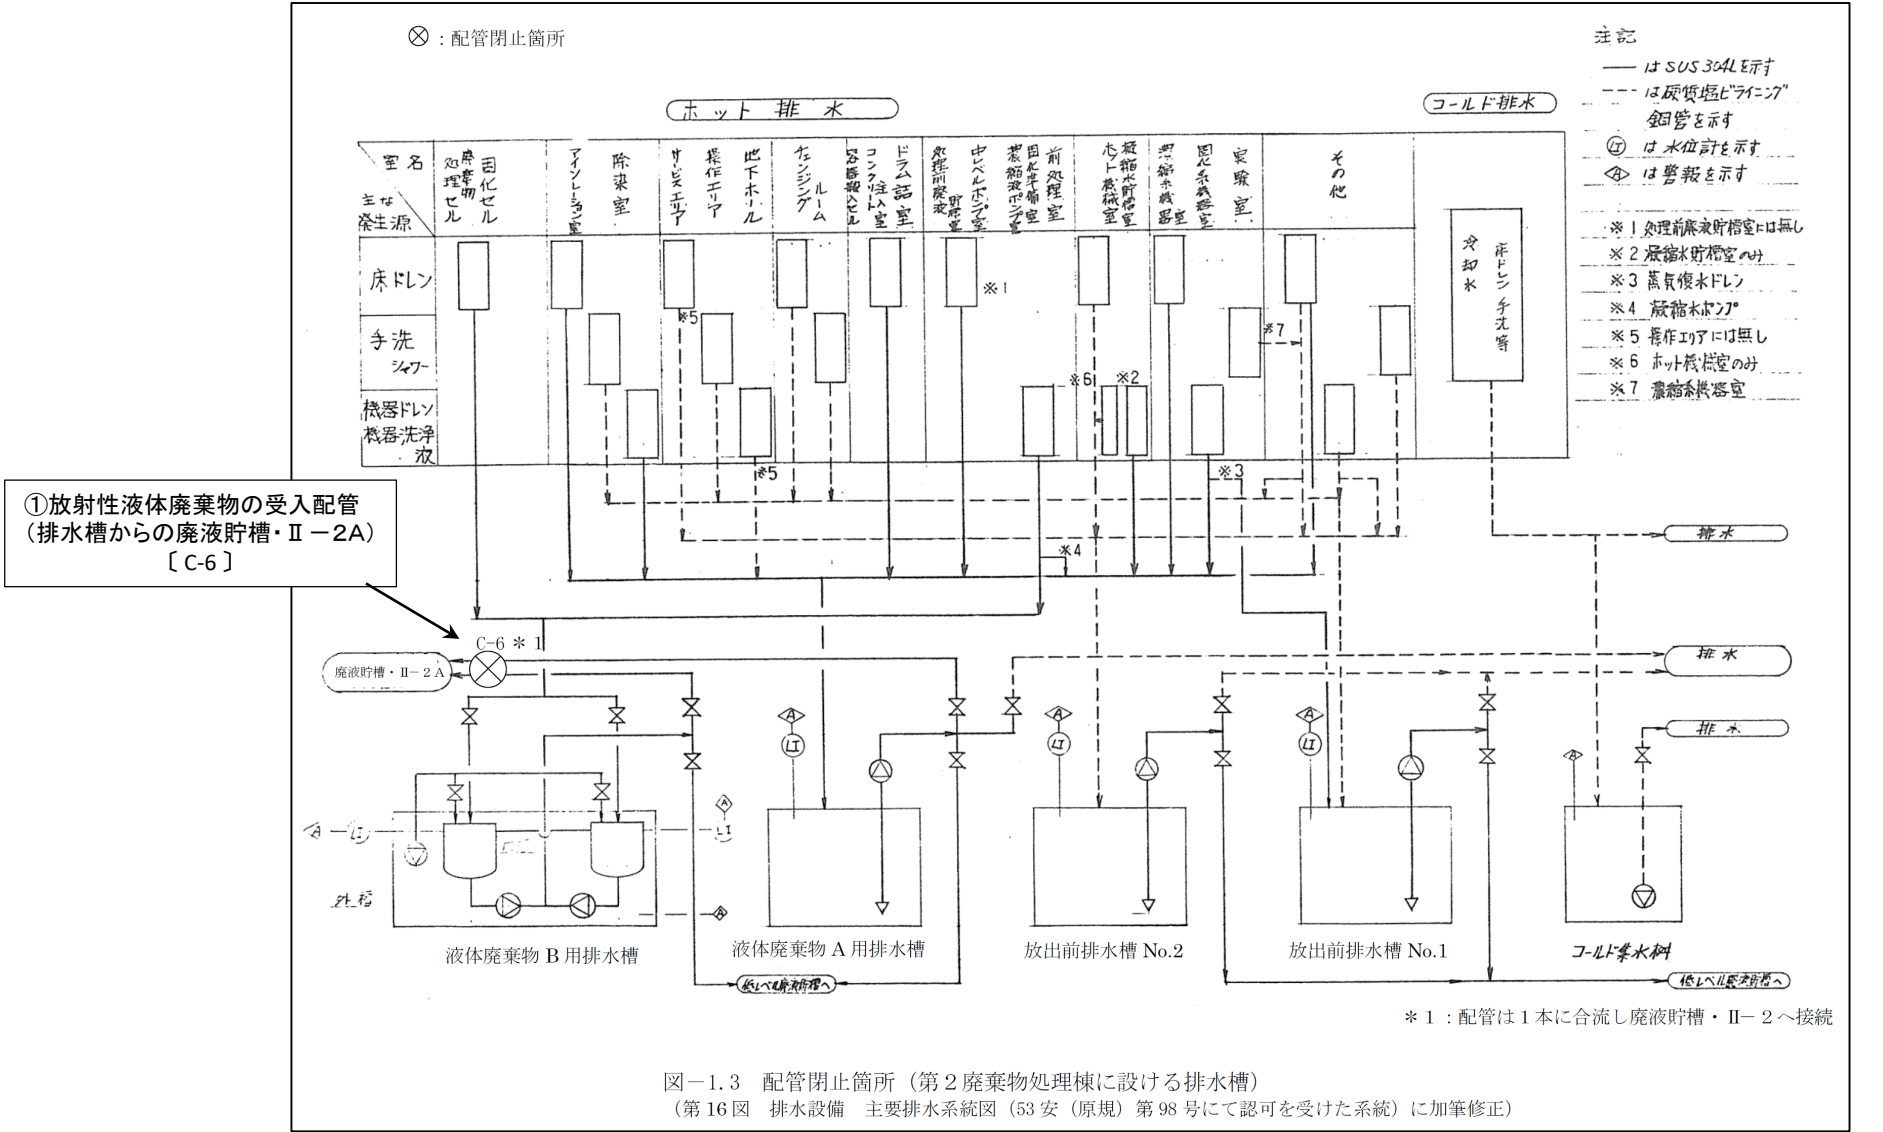 ⊗：配管閉止箇所
注記
―― はSUS304Lを示す
--- は硬質塩ビライニング
鋼管を示す
LI は水位計を示す
A は警報を示す
※1 処理前廃液貯槽室には無し
※2 凝縮水貯槽室のみ
※3 蒸気復水ドレン
※4 凝縮水ポンプ
※5 操作エリアには無し
※6 ホット機械室のみ
※7 濃縮系機器室
ホット排水
コールド排水
室名
主な
発生源
固化セル
廃棄物
処理セル
アイソレーション室
除染室
サービスエリア
操作エリア
地下ホール
チェンジング
ルーム
コンクリート注入室
ドラム詰室
処理前廃液
貯槽室
中レベルポンプ室
濃縮液ポンプ室
固化準備室
前処理室
ホット機械室
凝縮水貯槽室
濃縮系機器室
固化系機器室
実験室
その他
床ドレン
手洗
シャワー
機器ドレン
機器洗浄
液
冷却水
床ドレン手洗等
※1
※5
※7
※6
※2
※5
※3
※4
①放射性液体廃棄物の受入配管
（排水槽からの廃液貯槽・Ⅱ－2A）
〔 C-6 〕
C-6 ＊1
廃液貯槽・Ⅱ－2A
排水
排水
排水
A
LI
A
LI
A
LI
A
A
LI
A
LI
A
外槽
液体廃棄物 B 用排水槽
液体廃棄物 A 用排水槽
放出前排水槽 No.2
放出前排水槽 No.1
コールド集水桝
低レベル廃液貯槽へ
低レベル廃液貯槽へ
＊1：配管は1本に合流し廃液貯槽・Ⅱ－2へ接続
図－1.3　配管閉止箇所（第2廃棄物処理棟に設ける排水槽）
（第16図　排水設備　主要排水系統図（53安（原規）第98号にて認可を受けた系統）に加筆修正）